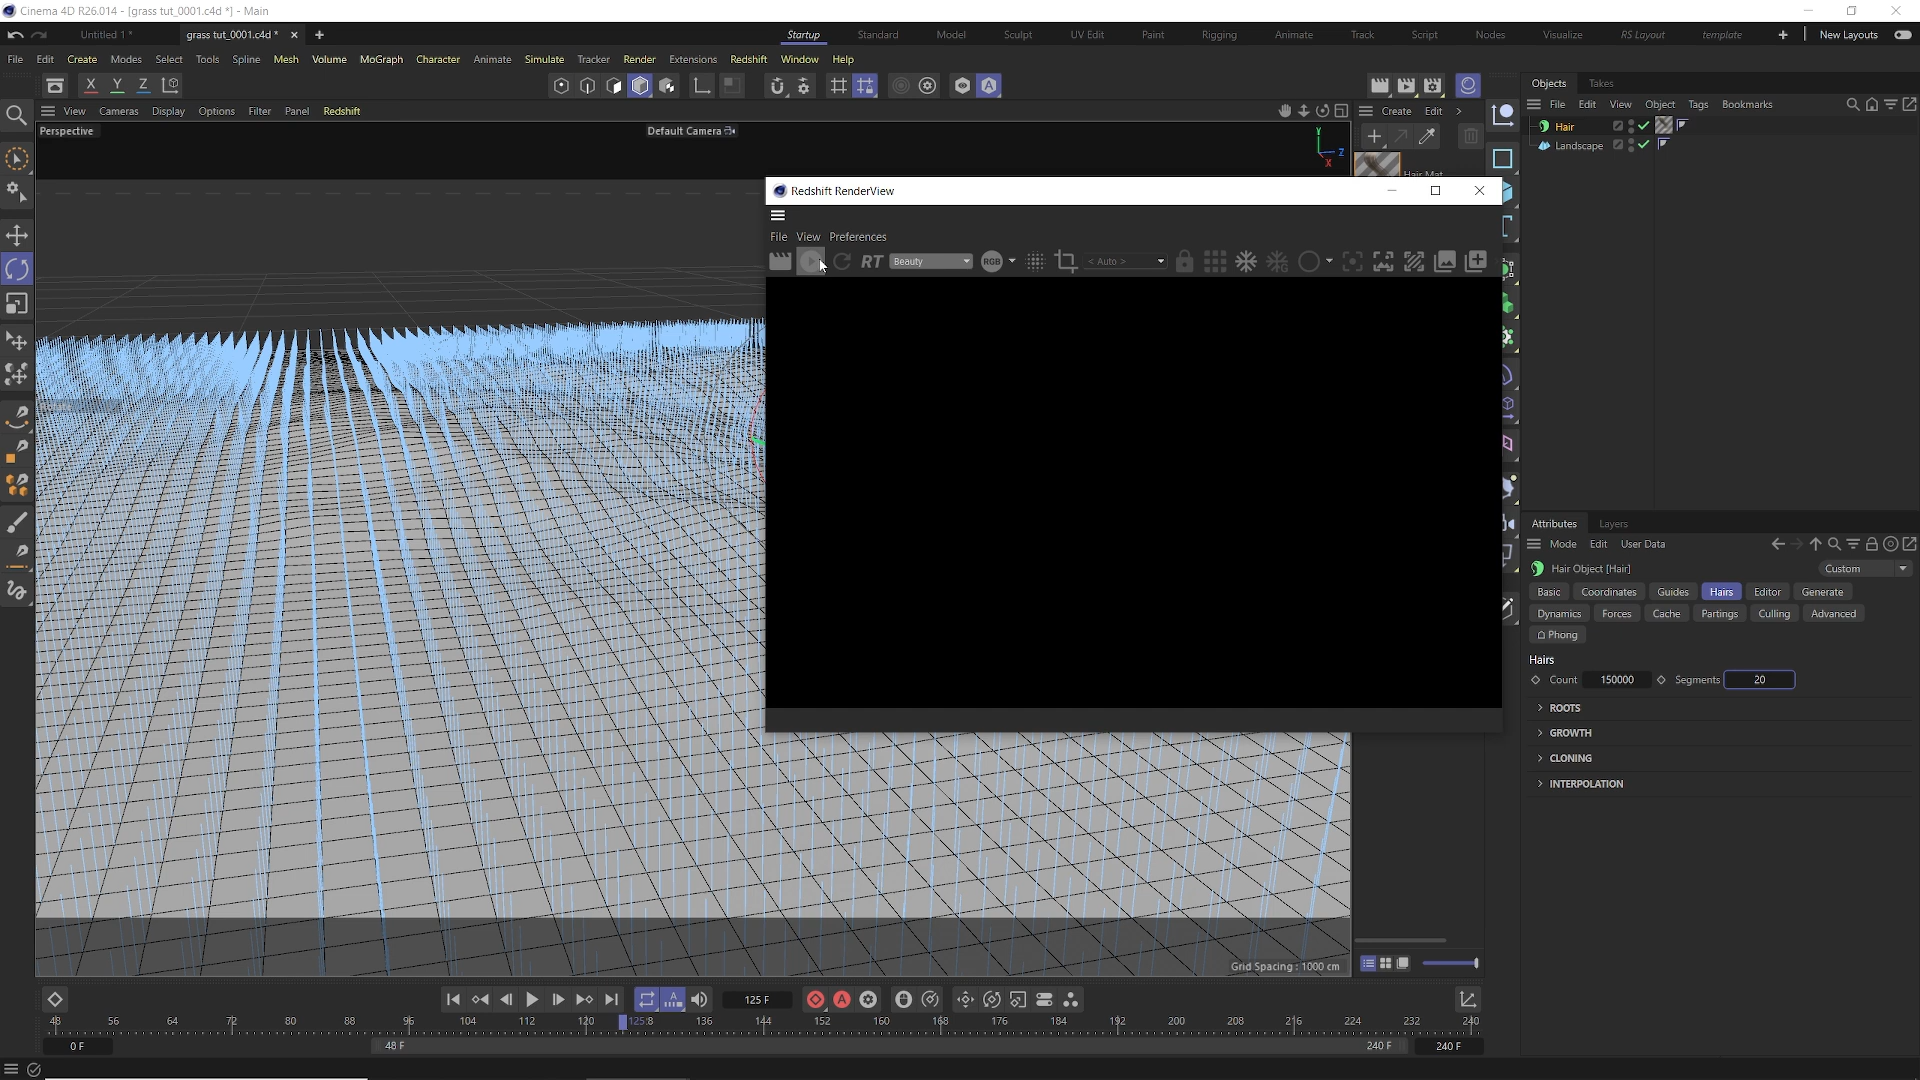 Cinema 4D R26.014 - [grass tut_0001.c4d *] - Main
Untitled 1 *
grass tut_0001.c4d *
Startup Standard Model Sculpt UV Edit Paint Rigging Animate Track Script Nodes Visualize RS Layout template New Layouts
File Edit Create Modes Select Tools Spline Mesh Volume MoGraph Character Animate Simulate Tracker Render Extensions Redshift Window Help
X Y Z
View Cameras Display Options Filter Panel Redshift
Perspective
Default Camera
Y
Z
X
Create Edit
Hair Mat
Redshift RenderView
File View Preferences
RT Beauty RGB < Auto >
Grid Spacing : 1000 cm
Objects Takes
File Edit View Object Tags Bookmarks
Hair
Landscape
Attributes Layers
Mode Edit User Data
Hair Object [Hair] Custom
Basic Coordinates Guides Hairs Editor Generate
Dynamics Forces Cache Partings Culling Advanced
Phong
Hairs
Count 150000 Segments 20
ROOTS
GROWTH
CLONING
INTERPOLATION
125 F
48 56 64 72 80 88 96 104 112 120 125 8 136 144 152 160 168 176 184 192 200 208 216 224 232 240
0 F 48 F 240 F 240 F